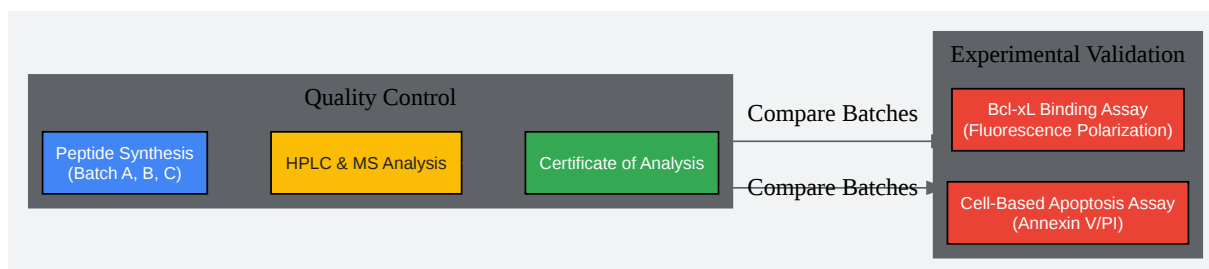 Quality Control
Peptide Synthesis
(Batch A, B, C)
HPLC & MS Analysis
Certificate of Analysis
Compare Batches
Compare Batches
Experimental Validation
Bcl-xL Binding Assay
(Fluorescence Polarization)
Cell-Based Apoptosis Assay
(Annexin V/PI)